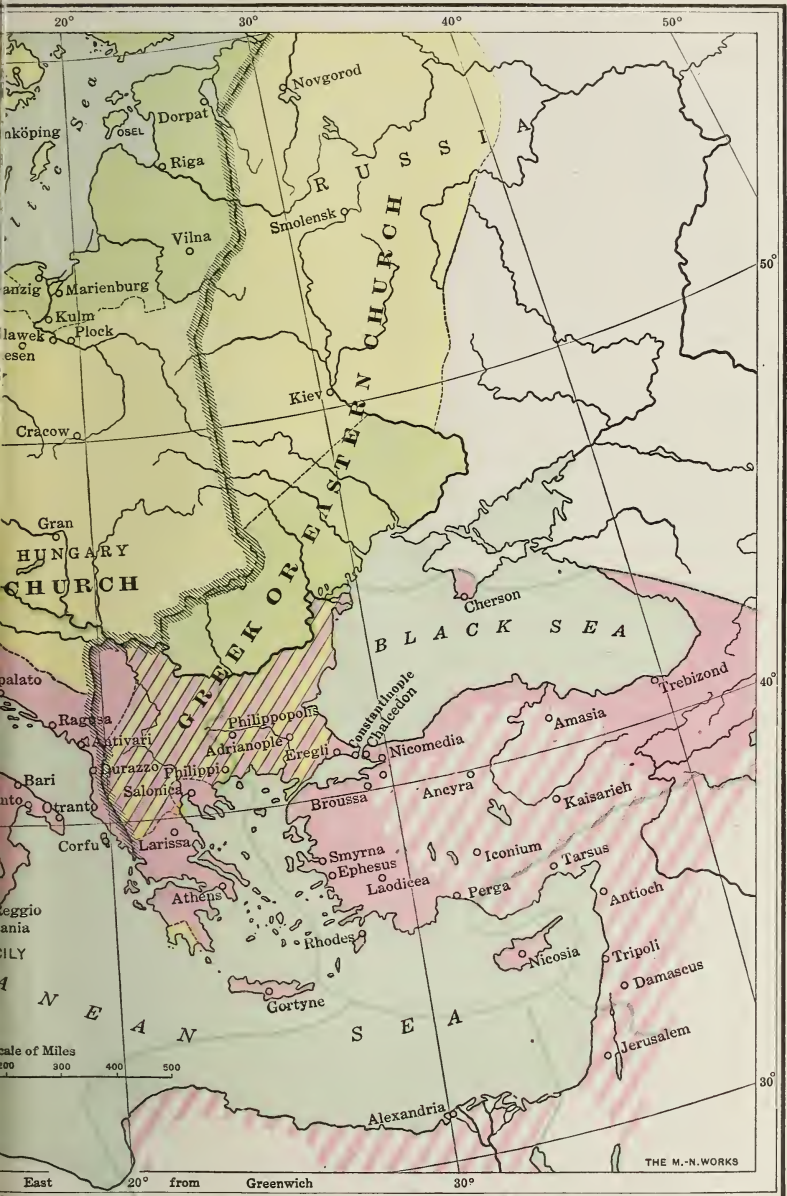 20°
30°
40°
50°
Novgorod
Dorpat
ÖSEL
nköping
Sea
Riga
RUSSIA
Smolensk
Vilna
ltic
anzig
Marienburg
50°
Kulm
lawek
Plock
esen
Kiev
Cracow
Gran
HUNGARY
CHURCH
GREEK OR EASTERN CHURCH
Cherson
BLACK SEA
palato
Trebizond
40°
Ragusa
Philippopolis
Constantinople
Chalcedon
Amasia
Antivari
Adrianople
Eregli
Nicomedia
Durazzo
Philippi
Bari
Salonica
Broussa
Ancyra
Kaisarieh
nto
Otranto
Corfu
Larissa
Smyrna
Iconium
Tarsus
Ephesus
Laodicea
Perga
Antioch
Athens
eggio
ania
Rhodes
CILY
Nicosia
Tripoli
Damascus
Gortyne
ANEAN SEA
Jerusalem
cale of Miles
200 300 400 500
30°
Alexandria
THE M.-N. WORKS
East 20° from Greenwich 30°